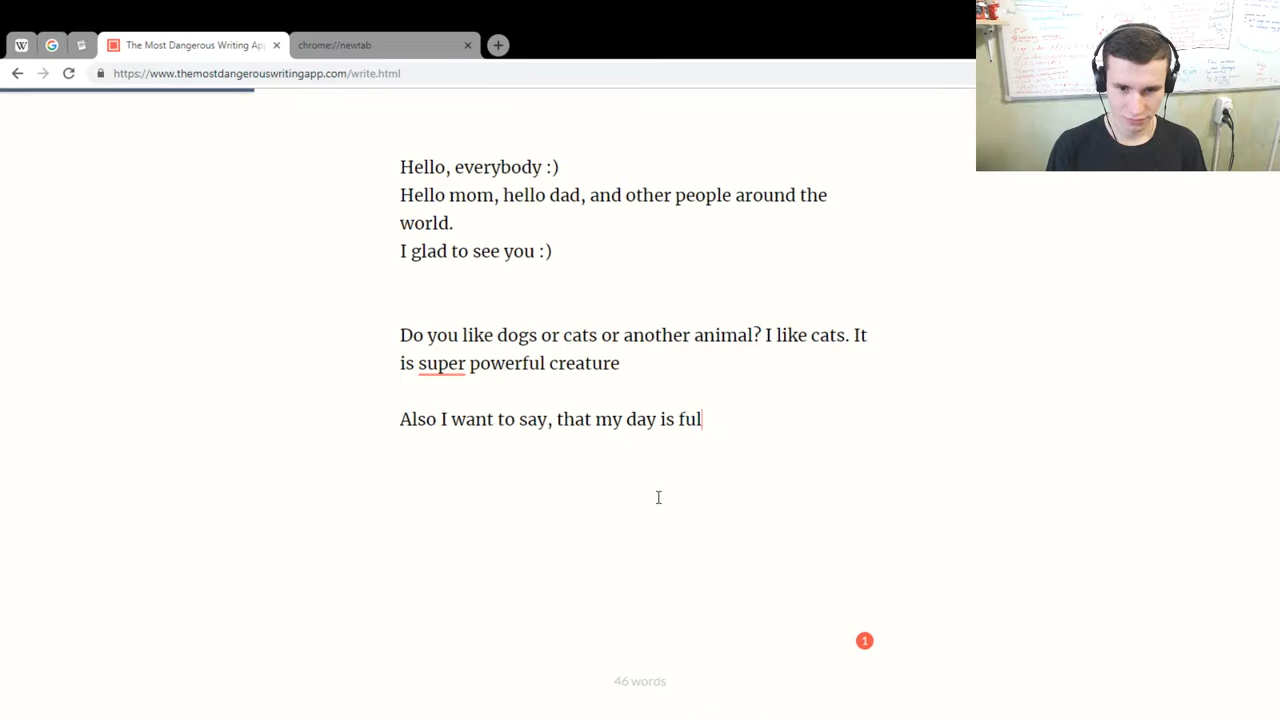 The Most Dangerous Writing Ap
chrome://newtab
https://www.themostdangerouswritingapp.com/write.html
Hello, everybody :)
Hello mom, hello dad, and other people around the
world.
I glad to see you :)
Do you like dogs or cats or another animal? I like cats. It
is super powerful creature
Also I want to say, that my day is ful
1
46 words